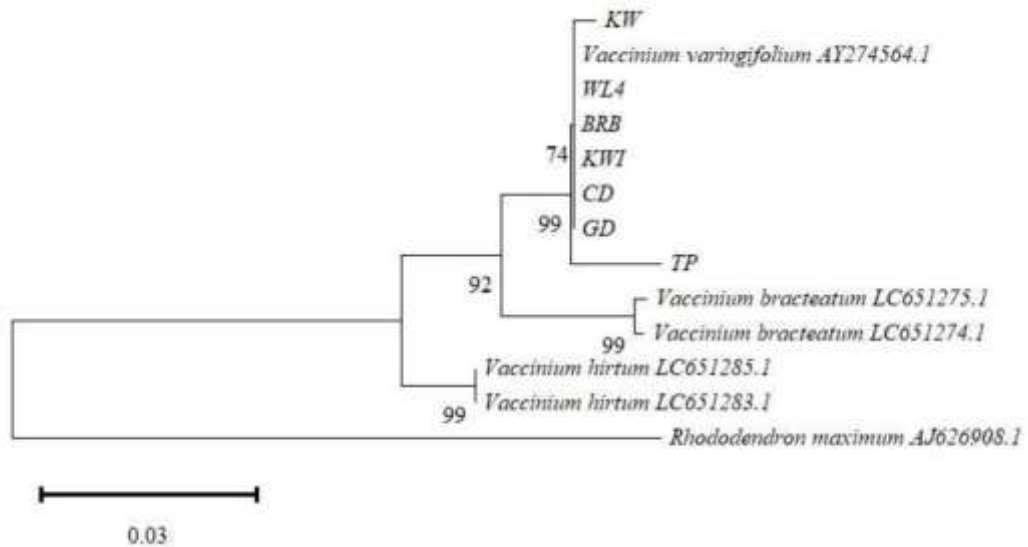 KW
Vaccinium varingifolium AY274564.1
WL4
BRB
74
KWI
CD
99
GD
TP
92
Vaccinium bracteatum LC651275.1
Vaccinium bracteatum LC651274.1
99
Vaccinium hirtum LC651285.1
Vaccinium hirtum LC651283.1
99
Rhododendron maximum AJ626908.1
0.03